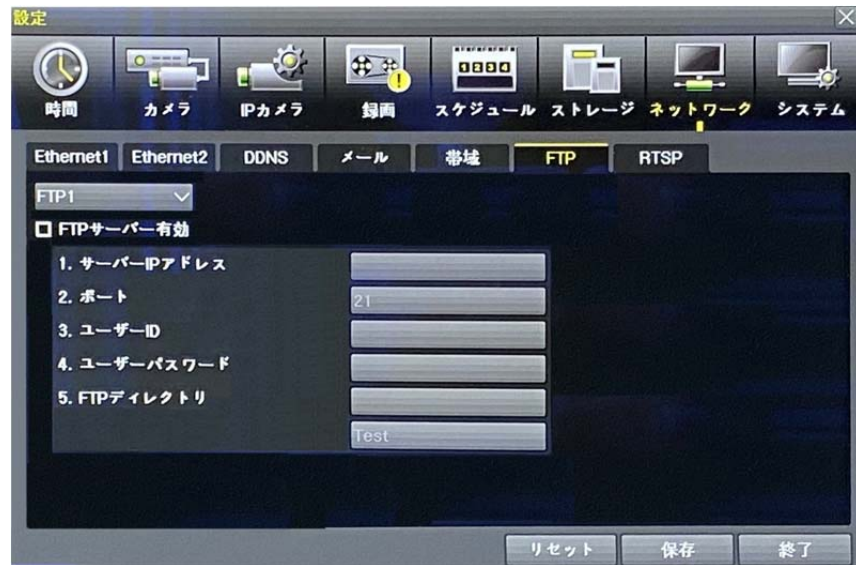 設定
時間 カメラ IPカメラ 録画 1234 スケジュール ストレージ ネットワーク システム
Ethernet1 Ethernet2 DDNS メール 帯域 FTP RTSP
FTP1
FTPサーバー有効
1. サーバーIPアドレス
2. ポート 21
3. ユーザーID
4. ユーザーパスワード
5. FTPディレクトリ
Test
リセット 保存 終了